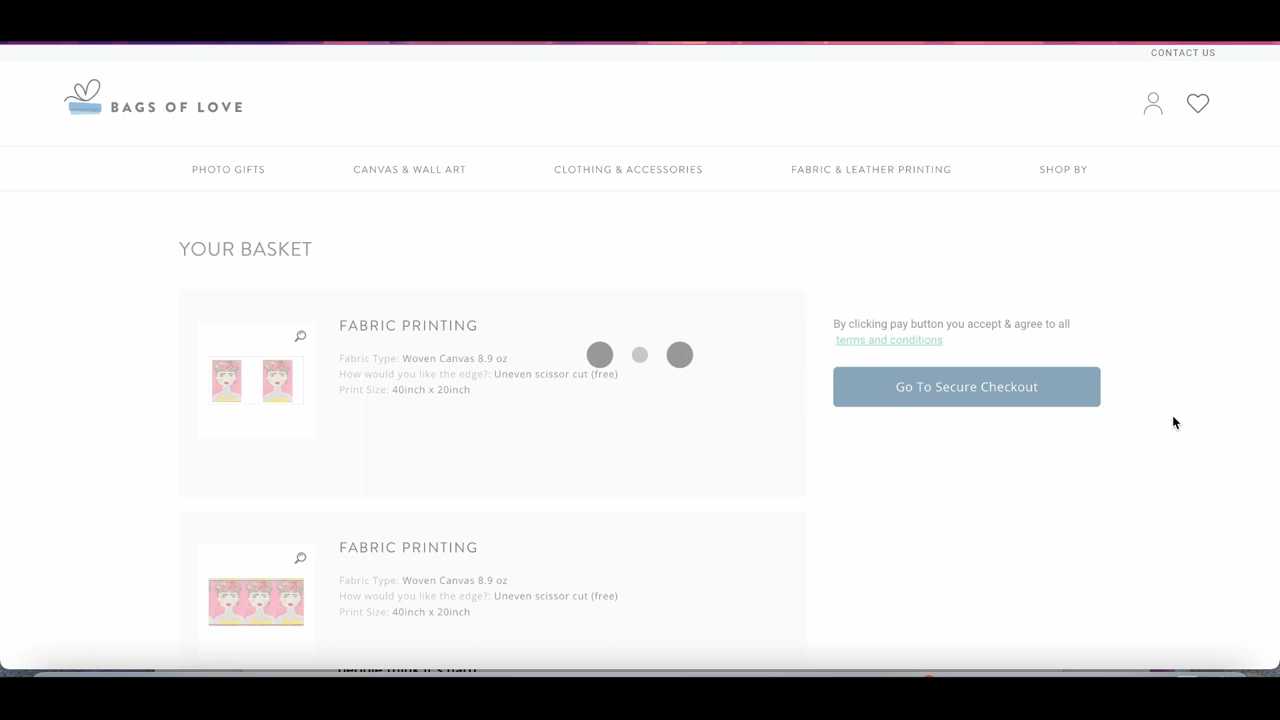 CONTACT US
BAGS OF LOVE
PHOTO GIFTS CANVAS & WALL ART CLOTHING & ACCESSORIES FABRIC & LEATHER PRINTING SHOP BY
YOUR BASKET
FABRIC PRINTING
Fabric Type: Woven Canvas 8.9 oz
How would you like the edge?: Uneven scissor cut (free)
Print Size: 40inch x 20inch
By clicking pay button you accept & agree to all
terms and conditions
Go To Secure Checkout
FABRIC PRINTING
Fabric Type: Woven Canvas 8.9 oz
How would you like the edge?: Uneven scissor cut (free)
Print Size: 40inch x 20inch